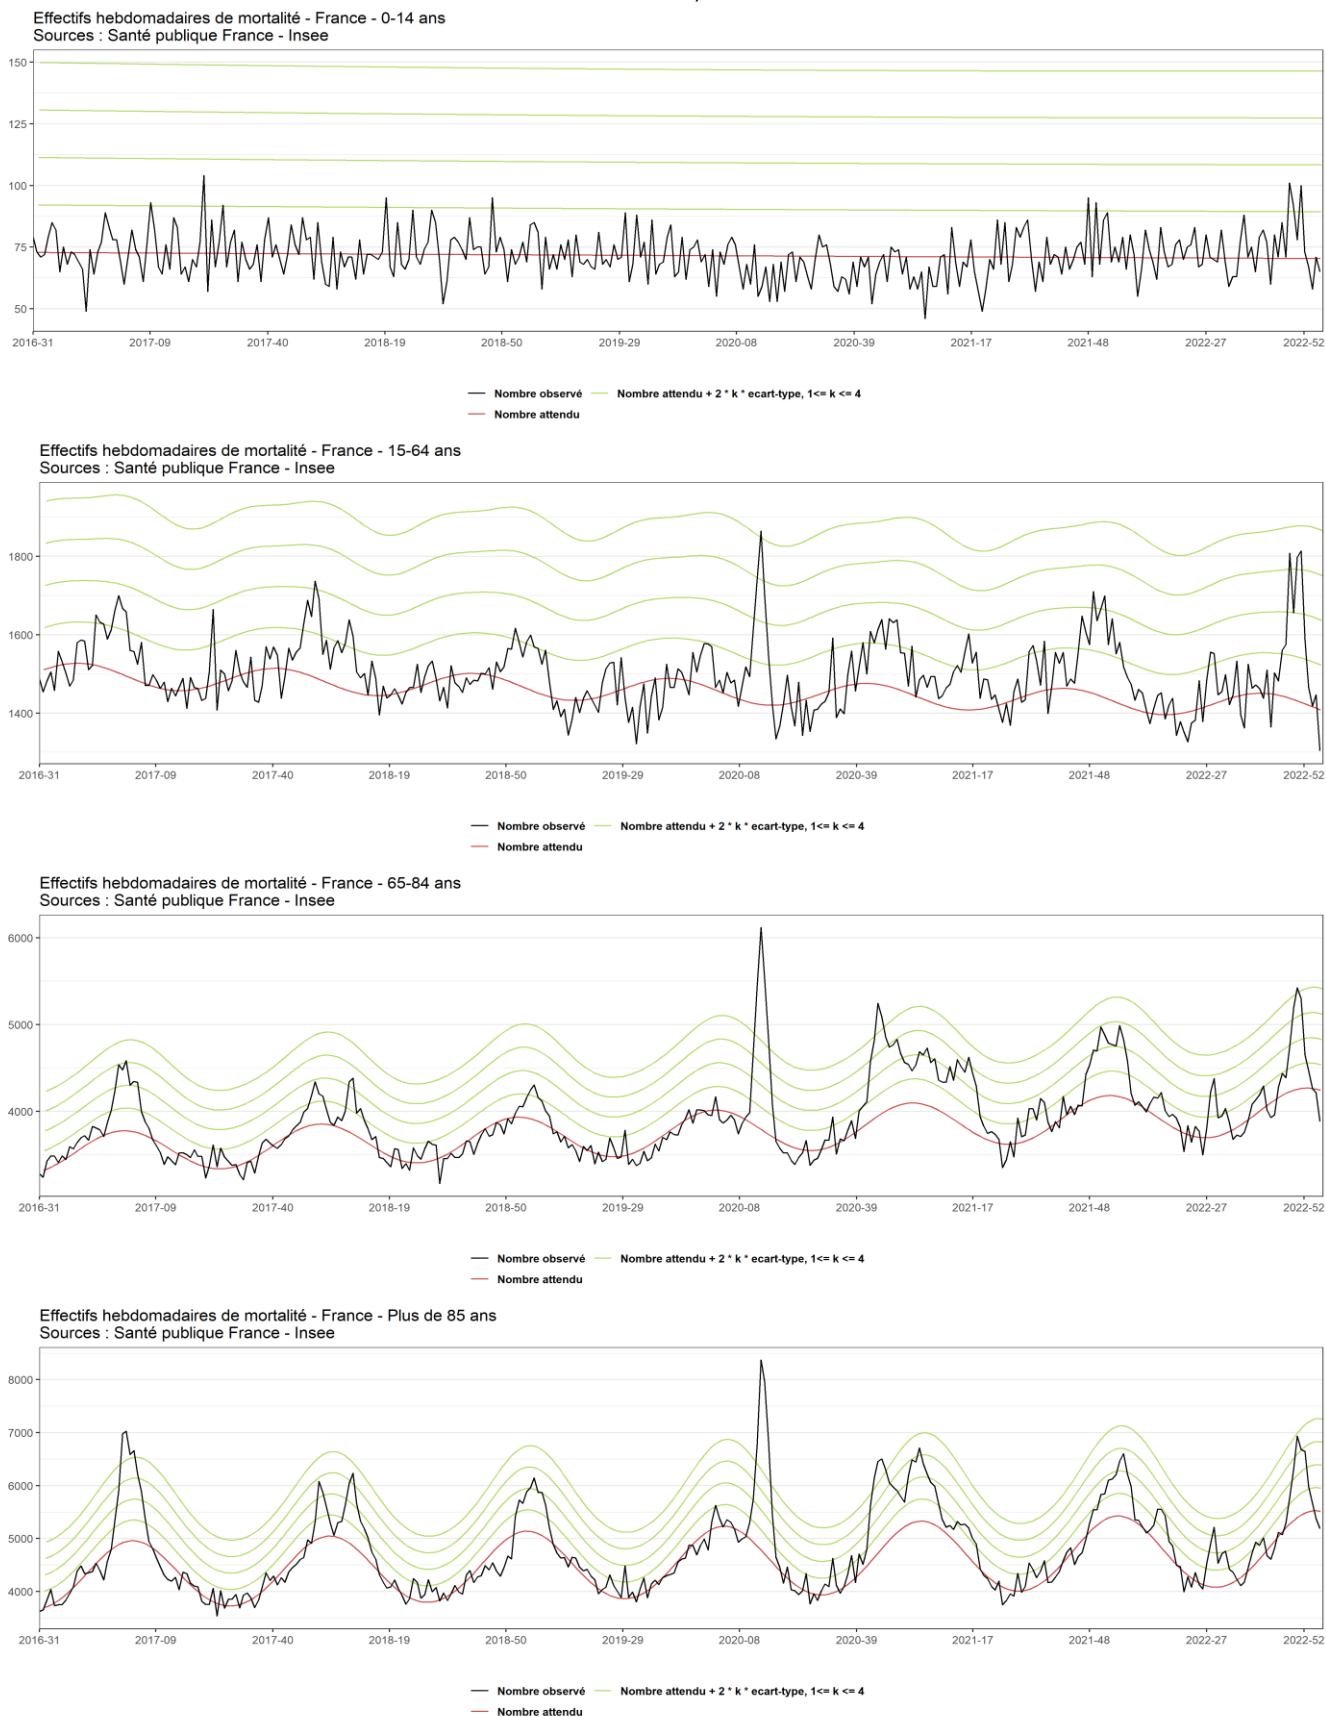 Effectifs hebdomadaires de mortalité - France - 0-14 ans
Sources : Santé publique France - Insee
150
125
100
75
50
2016-31 2017-09 2017-40 2018-19 2018-50 2019-29 2020-08 2020-39 2021-17 2021-48 2022-27 2022-52
Nombre observé Nombre attendu + 2 * k * ecart-type, 1<= k <= 4
Nombre attendu
Effectifs hebdomadaires de mortalité - France - 15-64 ans
Sources : Santé publique France - Insee
1800
1600
1400
2016-31 2017-09 2017-40 2018-19 2018-50 2019-29 2020-08 2020-39 2021-17 2021-48 2022-27 2022-52
Nombre observé Nombre attendu + 2 * k * ecart-type, 1<= k <= 4
Nombre attendu
Effectifs hebdomadaires de mortalité - France - 65-84 ans
Sources : Santé publique France - Insee
6000
5000
4000
2016-31 2017-09 2017-40 2018-19 2018-50 2019-29 2020-08 2020-39 2021-17 2021-48 2022-27 2022-52
Nombre observé Nombre attendu + 2 * k * ecart-type, 1<= k <= 4
Nombre attendu
Effectifs hebdomadaires de mortalité - France - Plus de 85 ans
Sources : Santé publique France - Insee
8000
7000
6000
5000
4000
2016-31 2017-09 2017-40 2018-19 2018-50 2019-29 2020-08 2020-39 2021-17 2021-48 2022-27 2022-52
Nombre observé Nombre attendu + 2 * k * ecart-type, 1<= k <= 4
Nombre attendu